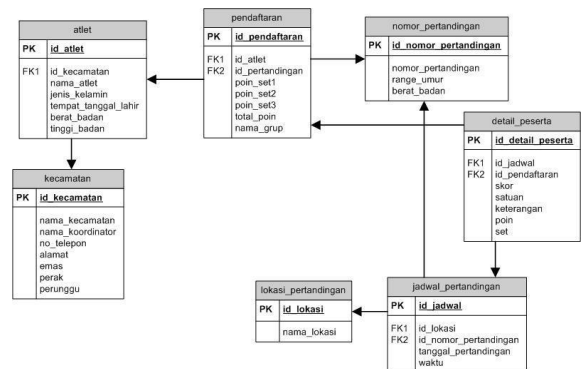 atlet
PK id_atlet
FK1 id_kecamatan
nama_atlet
jenis_kelamin
tempat_tanggal_lahir
berat_badan
tinggi_badan
pendaftaran
PK id_pendaftaran
FK1 id_atlet
FK2 id_pertandingan
poin_set1
poin_set2
poin_set3
total_poin
nama_grup
nomor_pertandingan
PK id_nomor_pertandingan
nomor_pertandingan
range_umur
berat_badan
detail_peserta
PK id_detail_peserta
FK1 id_jadwal
FK2 id_pendaftaran
skor
satuan
keterangan
poin
set
kecamatan
PK id_kecamatan
nama_kecamatan
nama_koordinator
no_telepon
alamat
emas
perak
perunggu
lokasi_pertandingan
PK id_lokasi
nama_lokasi
jadwal_pertandingan
PK id_jadwal
FK1 id_lokasi
FK2 id_nomor_pertandingan
tanggal_pertandingan
waktu